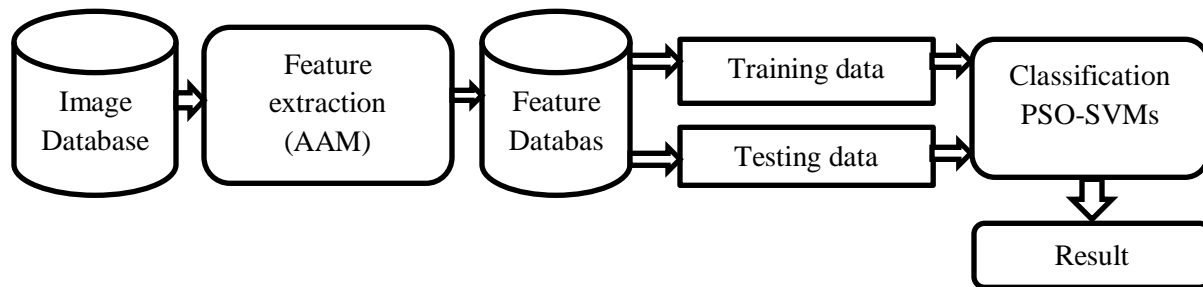 Image
Database
Feature
extraction
(AAM)
Feature
Databas
Training data
Testing data
Classification
PSO-SVMs
Result